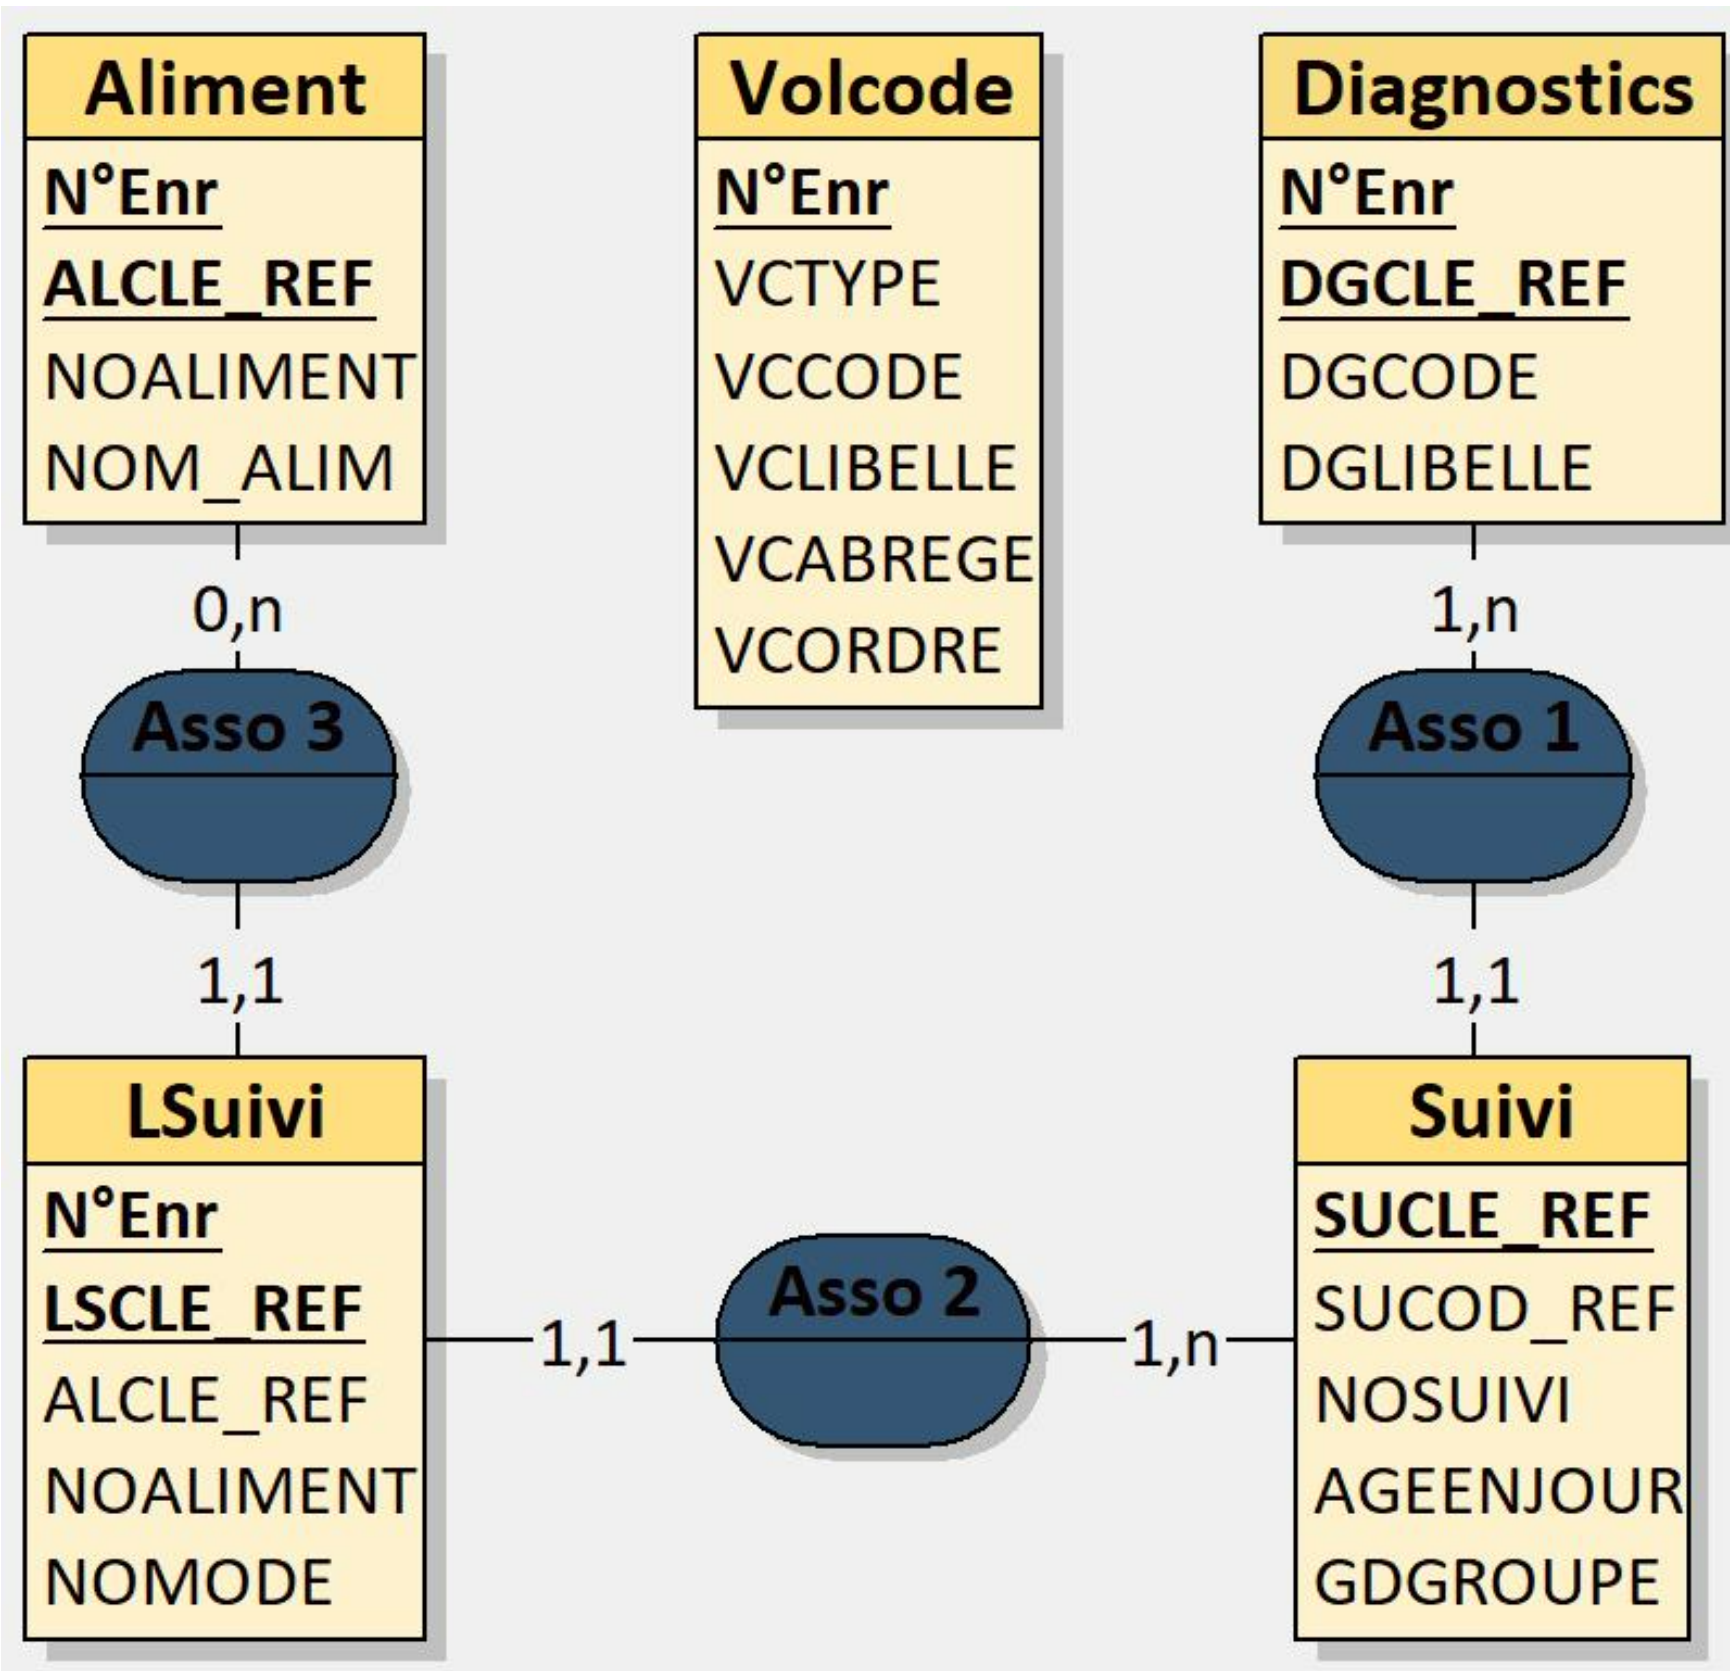 Aliment
N°Enr
ALCLE_REF
NOALIMENT
NOM_ALIM
Volcode
N°Enr
VCTYPE
VCCODE
VCLIBELLE
VCABREGE
VCORDRE
Diagnostics
N°Enr
DGCLE_REF
DGCODE
DGLIBELLE
0,n
1,n
Asso 3
Asso 1
1,1
1,1
LSuivi
N°Enr
LSCLE_REF
ALCLE_REF
NOALIMENT
NOMODE
1,1
Asso 2
1,n
Suivi
SUCLE_REF
SUCOD_REF
NOSUIVI
AGEENJOUR
GDGROUPE